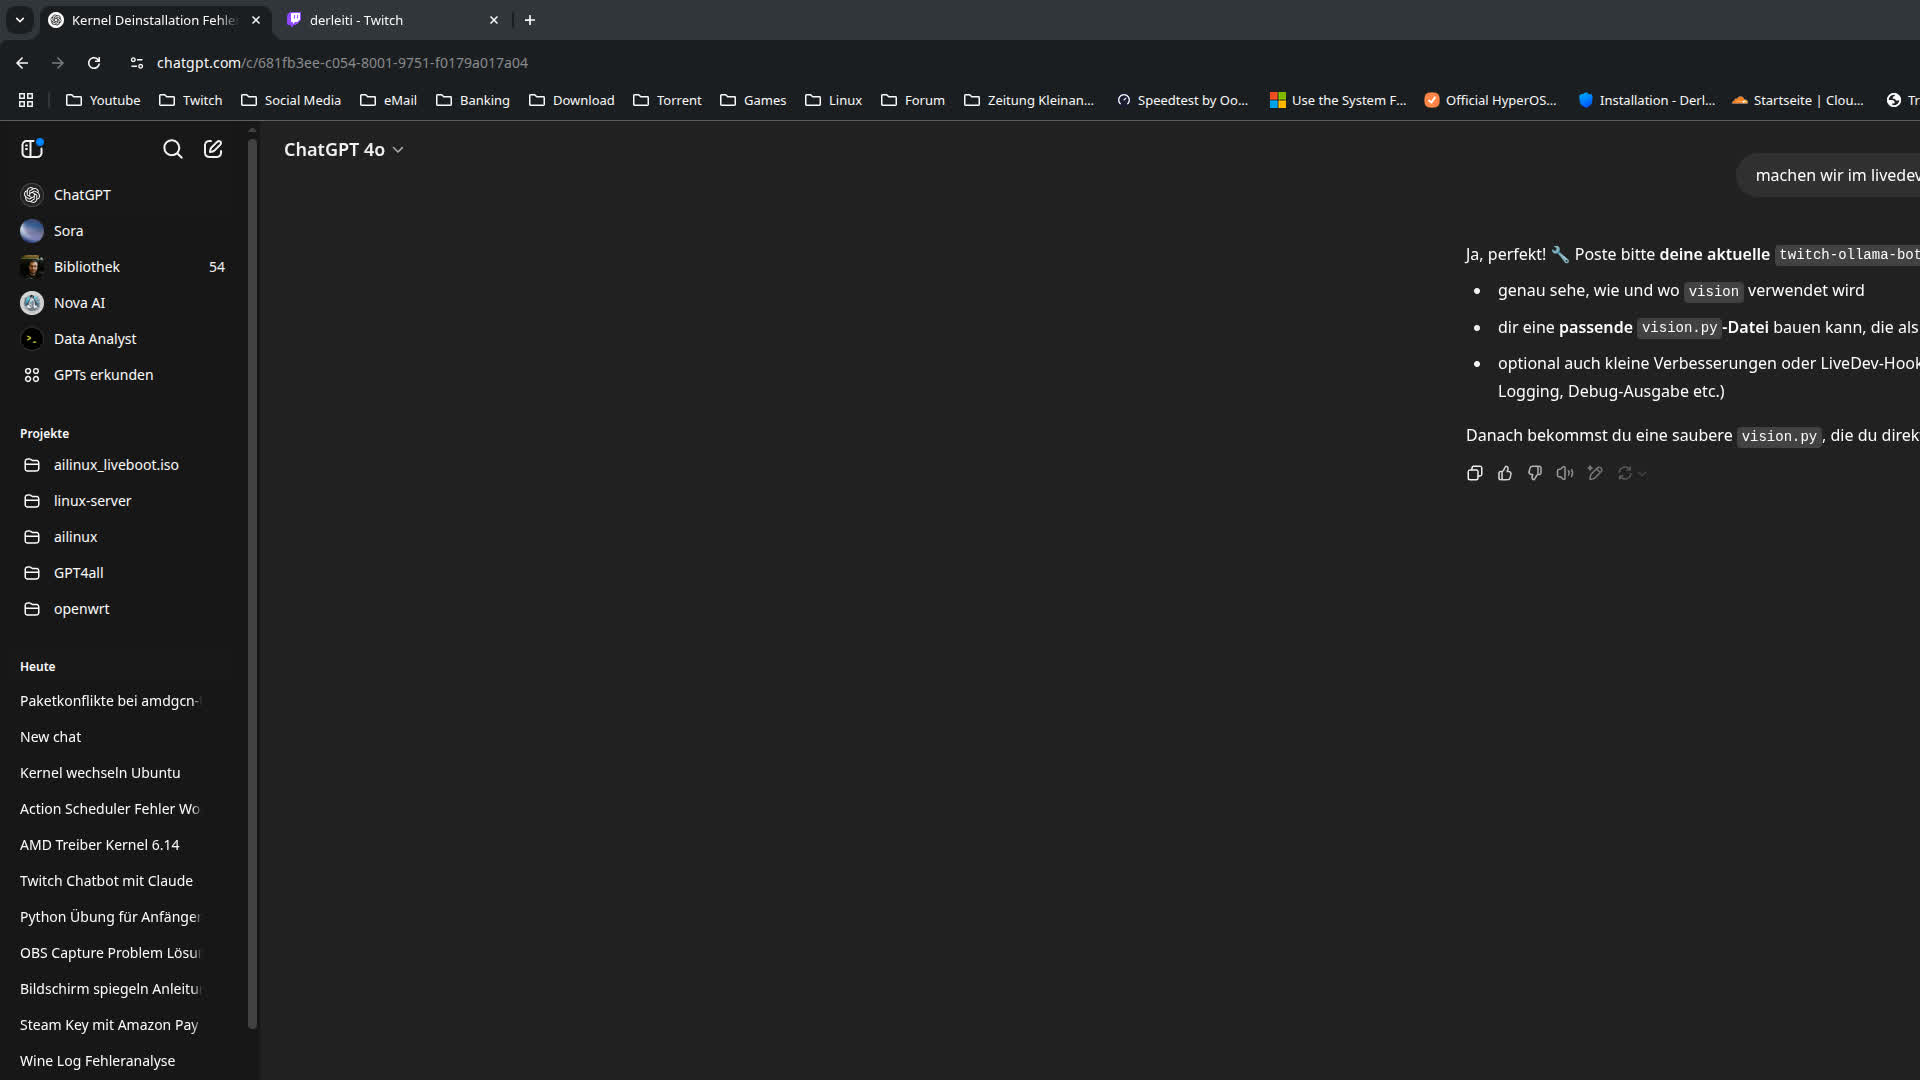 Kernel Deinstallation Fehle
derleiti - Twitch
chatgpt.com/c/681fb3ee-c054-8001-9751-f0179a017a04
Youtube
Twitch
Social Media
eMail
Banking
Download
Torrent
Games
Linux
Forum
Zeitung Kleinan...
Speedtest by Oo...
Use the System F...
Official HyperOS...
Installation - Derl...
Startseite | Clou...
Tr
ChatGPT 4o
machen wir im livedev
ChatGPT
Sora
Bibliothek 54
Nova AI
Data Analyst
GPTs erkunden
Projekte
ailinux_liveboot.iso
linux-server
ailinux
GPT4all
openwrt
Heute
Paketkonflikte bei amdgcn-
New chat
Kernel wechseln Ubuntu
Action Scheduler Fehler Wo
AMD Treiber Kernel 6.14
Twitch Chatbot mit Claude
Python Übung für Anfänger
OBS Capture Problem Lösu
Bildschirm spiegeln Anleitu
Steam Key mit Amazon Pay
Wine Log Fehleranalyse
Ja, perfekt! 🔧 Poste bitte deine aktuelle twitch-ollama-bot
• genau sehe, wie und wo vision verwendet wird
• dir eine passende vision.py-Datei bauen kann, die als
• optional auch kleine Verbesserungen oder LiveDev-Hook
Logging, Debug-Ausgabe etc.)
Danach bekommst du eine saubere vision.py, die du direk